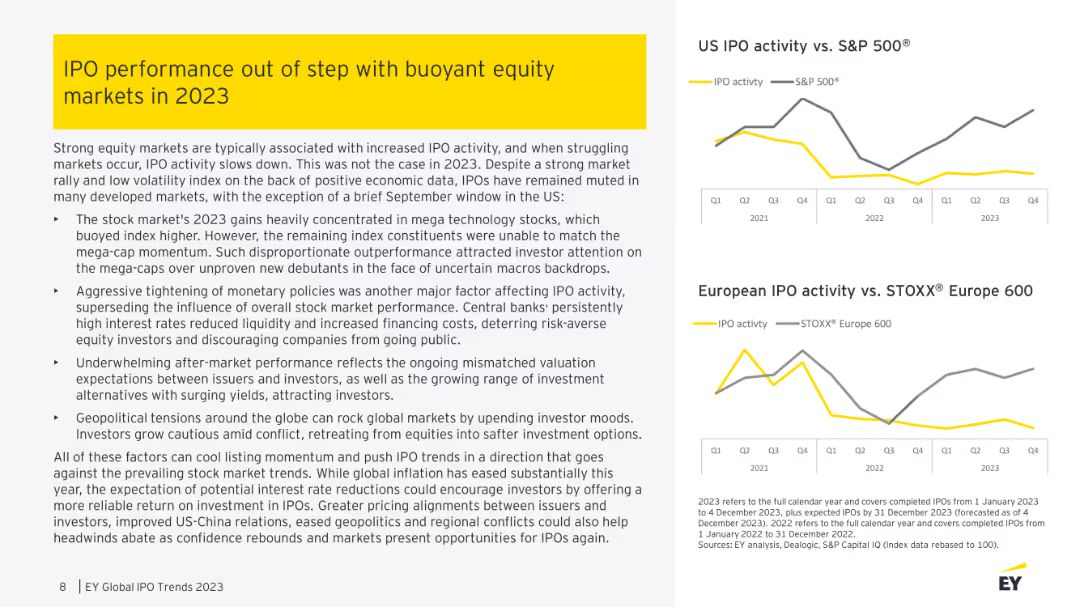 IPO performance out of step with buoyant equity
markets in 2023
Strong equity markets are typically associated with increased IPO activity, and when struggling
markets occur, IPO activity slows down. This was not the case in 2023. Despite a strong market
rally and low volatility index on the back of positive economic data, IPOs have remained muted in
many developed markets, with the exception of a brief September window in the US:
‣ The stock market's 2023 gains heavily concentrated in mega technology stocks, which
buoyed index higher. However, the remaining index constituents were unable to match the
mega-cap momentum. Such disproportionate outperformance attracted investor attention on
the mega-caps over unproven new debutants in the face of uncertain macros backdrops.
‣ Aggressive tightening of monetary policies was another major factor affecting IPO activity,
superseding the influence of overall stock market performance. Central banks' persistently
high interest rates reduced liquidity and increased financing costs, deterring risk-averse
equity investors and discouraging companies from going public.
‣ Underwhelming after-market performance reflects the ongoing mismatched valuation
expectations between issuers and investors, as well as the growing range of investment
alternatives with surging yields, attracting investors.
‣ Geopolitical tensions around the globe can rock global markets by upending investor moods.
Investors grow cautious amid conflict, retreating from equities into safter investment options.
All of these factors can cool listing momentum and push IPO trends in a direction that goes
against the prevailing stock market trends. While global inflation has eased substantially this
year, the expectation of potential interest rate reductions could encourage investors by offering a
more reliable return on investment in IPOs. Greater pricing alignments between issuers and
investors, improved US-China relations, eased geopolitics and regional conflicts could also help
headwinds abate as confidence rebounds and markets present opportunities for IPOs again.
8 | EY Global IPO Trends 2023
US IPO activity vs. S&P 500®
IPO activty S&P 500®
Q1 Q2 Q3 Q4 Q1 Q2 Q3 Q4 Q1 Q2 Q3 Q4
2021 2022 2023
European IPO activity vs. STOXX® Europe 600
IPO activty STOXX® Europe 600
Q1 Q2 Q3 Q4 Q1 Q2 Q3 Q4 Q1 Q2 Q3 Q4
2021 2022 2023
2023 refers to the full calendar year and covers completed IPOs from 1 January 2023
to 4 December 2023, plus expected IPOs by 31 December 2023 (forecasted as of 4
December 2023). 2022 refers to the full calendar year and covers completed IPOs from
1 January 2022 to 31 December 2022.
Sources: EY analysis, Dealogic, S&P Capital IQ (Index data rebased to 100).
EY